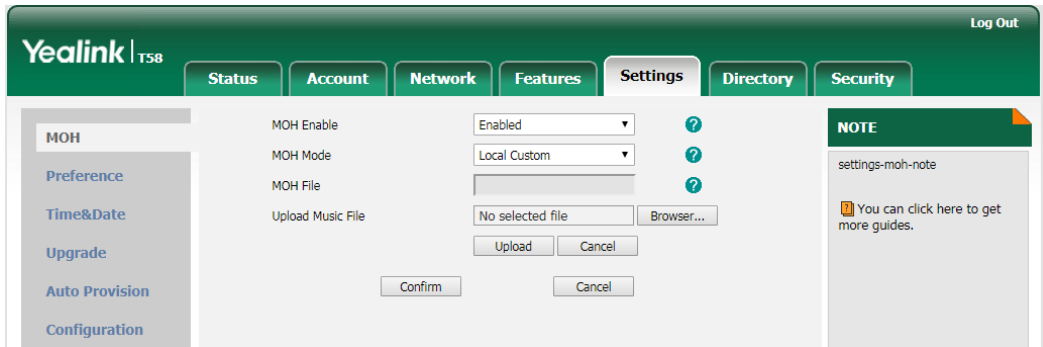 Log Out
Yealink | T58
Status Account Network Features Settings Directory Security
MOH
Preference
Time&Date
Upgrade
Auto Provision
Configuration
MOH Enable Enabled ?
MOH Mode Local Custom ?
MOH File ?
Upload Music File No selected file Browser...
Upload Cancel
Confirm Cancel
NOTE
settings-moh-note
? You can click here to get
more guides.